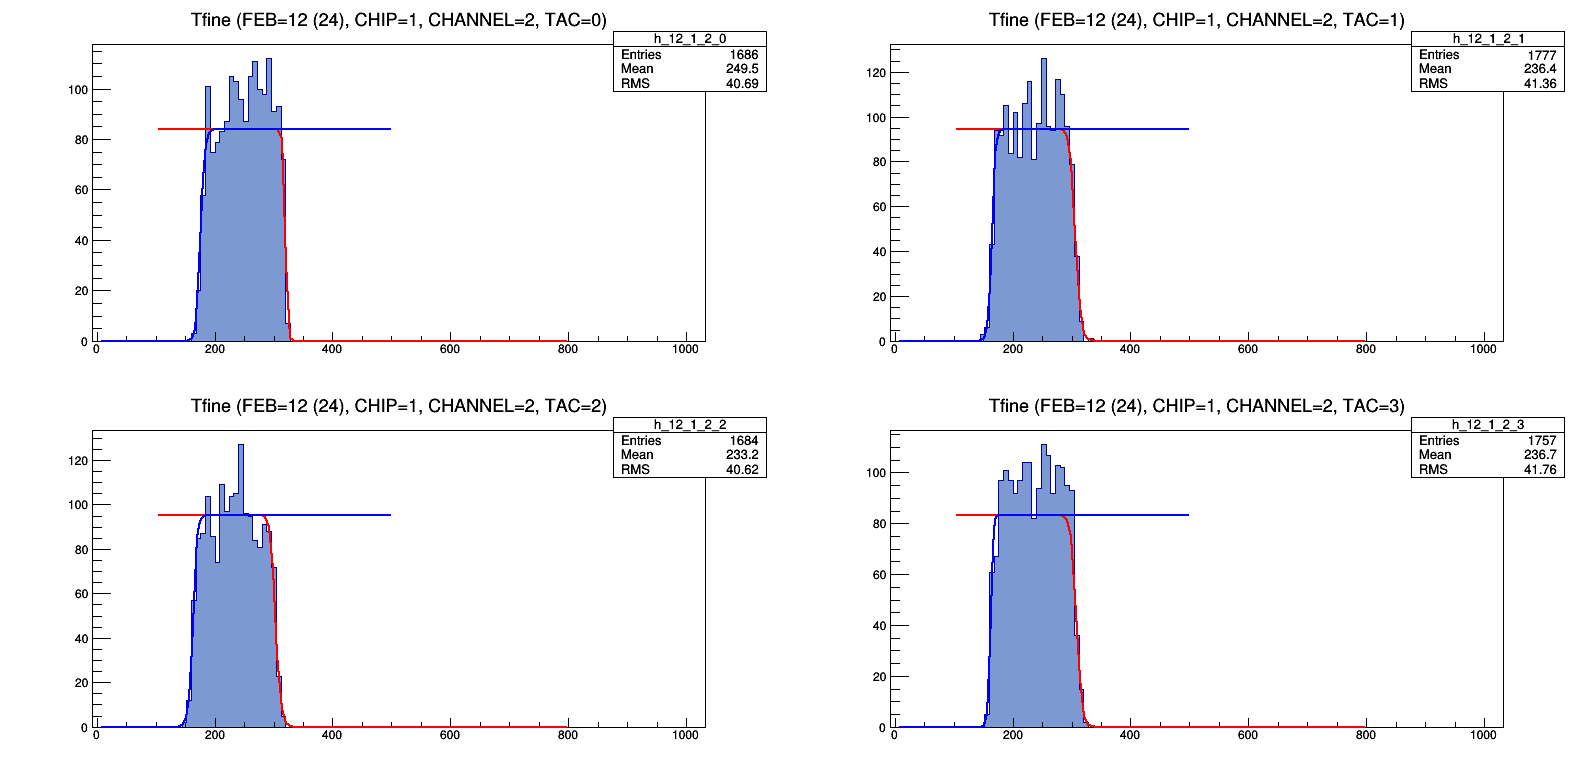 Tfine (FEB=12 (24), CHIP=1, CHANNEL=2, TAC=0)
h_12_1_2_0
Entries 1686
Mean 249.5
RMS 40.69
100
80
60
40
20
0
0 200 400 600 800 1000
Tfine (FEB=12 (24), CHIP=1, CHANNEL=2, TAC=1)
h_12_1_2_1
Entries 1777
Mean 236.4
RMS 41.36
120
100
80
60
40
20
0
0 200 400 600 800 1000
Tfine (FEB=12 (24), CHIP=1, CHANNEL=2, TAC=2)
h_12_1_2_2
Entries 1684
Mean 233.2
RMS 40.62
120
100
80
60
40
20
0
0 200 400 600 800 1000
Tfine (FEB=12 (24), CHIP=1, CHANNEL=2, TAC=3)
h_12_1_2_3
Entries 1757
Mean 236.7
RMS 41.76
100
80
60
40
20
0
0 200 400 600 800 1000